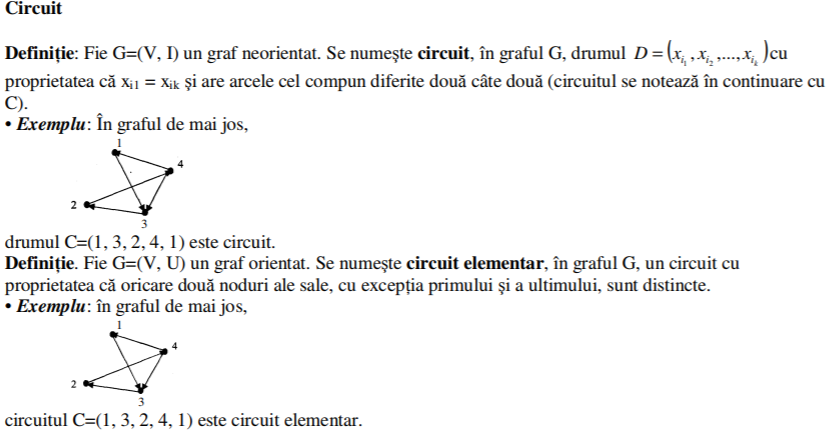 Circuit
Definiție: Fie G=(V, I) un graf neorientat. Se numește circuit, în graful G, drumul D = (x_{i_1}, x_{i_2}, ..., x_{i_k}) cu
proprietatea că x_{i1} = x_{ik} și are arcele cel compun diferite două câte două (circuitul se notează în continuare cu
C).
• Exemplu: În graful de mai jos,
1
4
2
3
drumul C=(1, 3, 2, 4, 1) este circuit.
Definiție. Fie G=(V, U) un graf orientat. Se numește circuit elementar, în graful G, un circuit cu
proprietatea că oricare două noduri ale sale, cu excepția primului și a ultimului, sunt distincte.
• Exemplu: în graful de mai jos,
1
4
2
3
circuitul C=(1, 3, 2, 4, 1) este circuit elementar.